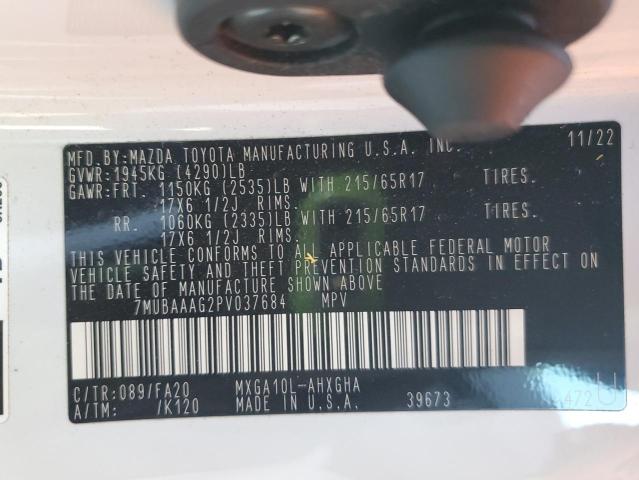 MFD.BY:MAZDA TOYOTA MANUFACTURING U.S.A. INC. 11/22
GVWR:1945KG (4290)LB
GAWR:FRT. 1150KG (2535)LB WITH 215/65R17 TIRES.
17X6 1/2J RIMS.
RR. 1060KG (2335)LB WITH 215/65R17 TIRES.
17X6 1/2J RIMS.
THIS VEHICLE CONFORMS TO ALL APPLICABLE FEDERAL MOTOR
VEHICLE SAFETY AND THEFT PREVENTION STANDARDS IN EFFECT ON
THE DATE OF MANUFACTURE SHOWN ABOVE
7MUBAAAG2PV037684 MPV
C/TR:089/FA20 MXGA10L-AHXGHA
A/TM: /K120 MADE IN U.S.A. 39673 472 U